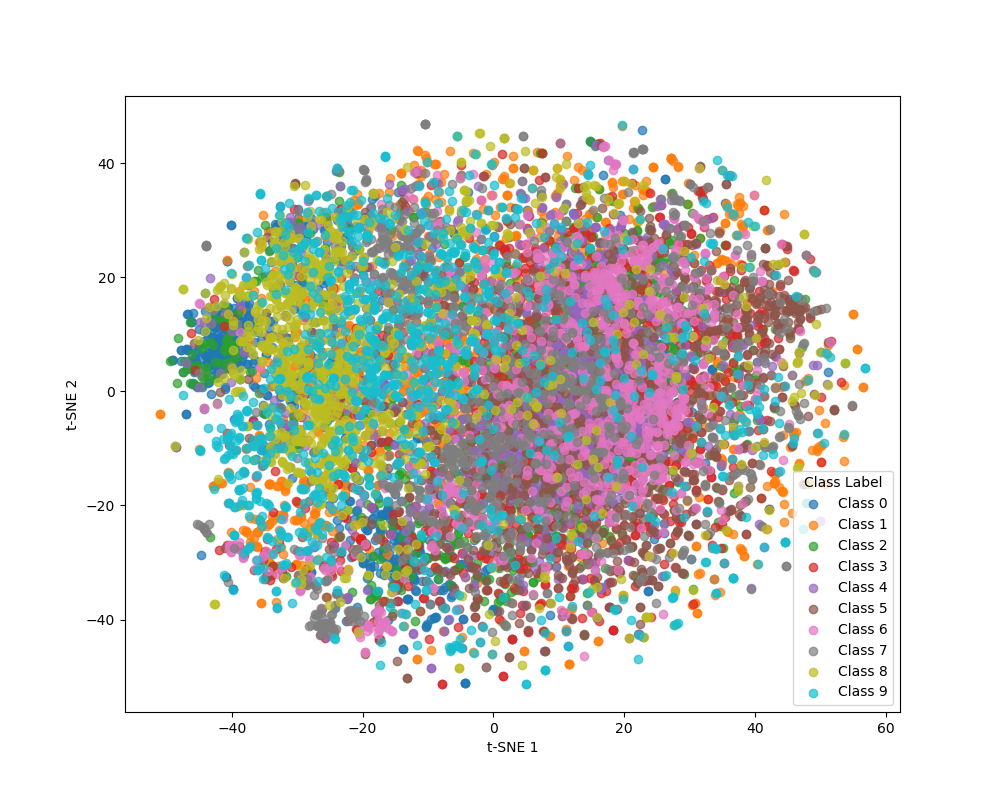 40
20
0
−20
−40
t-SNE 2
−40
−20
0
20
40
60
t-SNE 1
Class Label
Class 0
Class 1
Class 2
Class 3
Class 4
Class 5
Class 6
Class 7
Class 8
Class 9